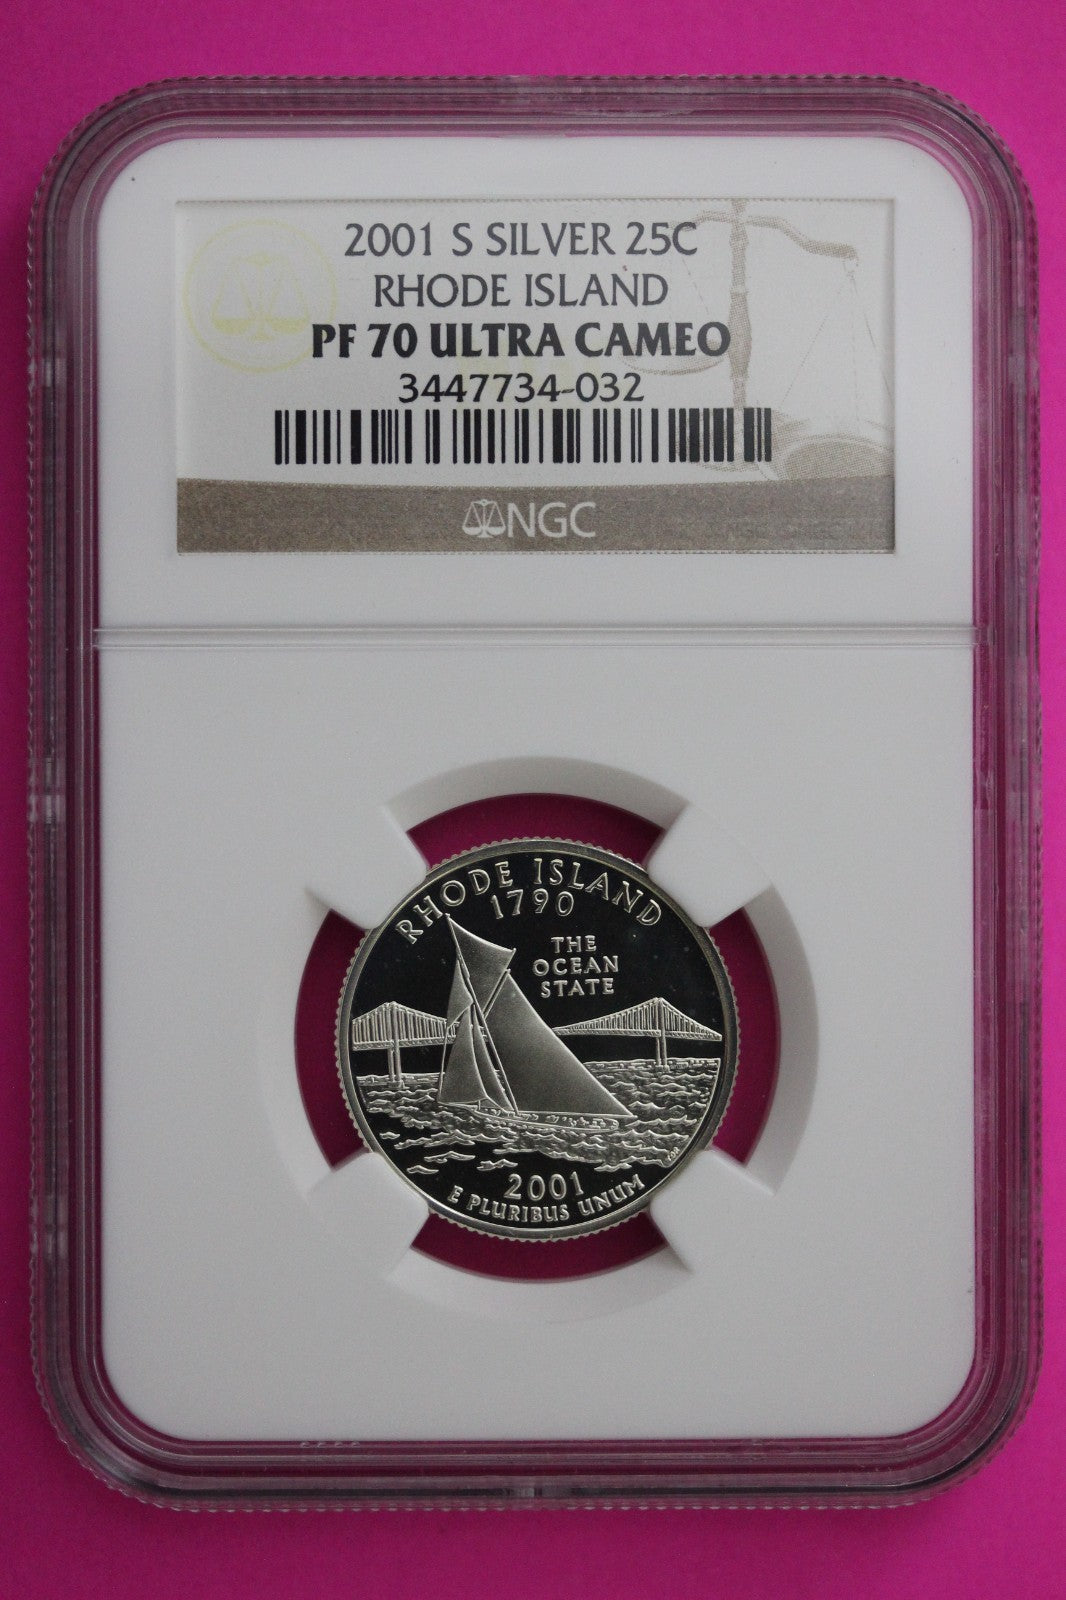 2001 S SILVER 25C
RHODE ISLAND
PF 70 ULTRA CAMEO
3447734-032
NGC
RHODE ISLAND
1790
THE
OCEAN
STATE
2001
E PLURIBUS UNUM